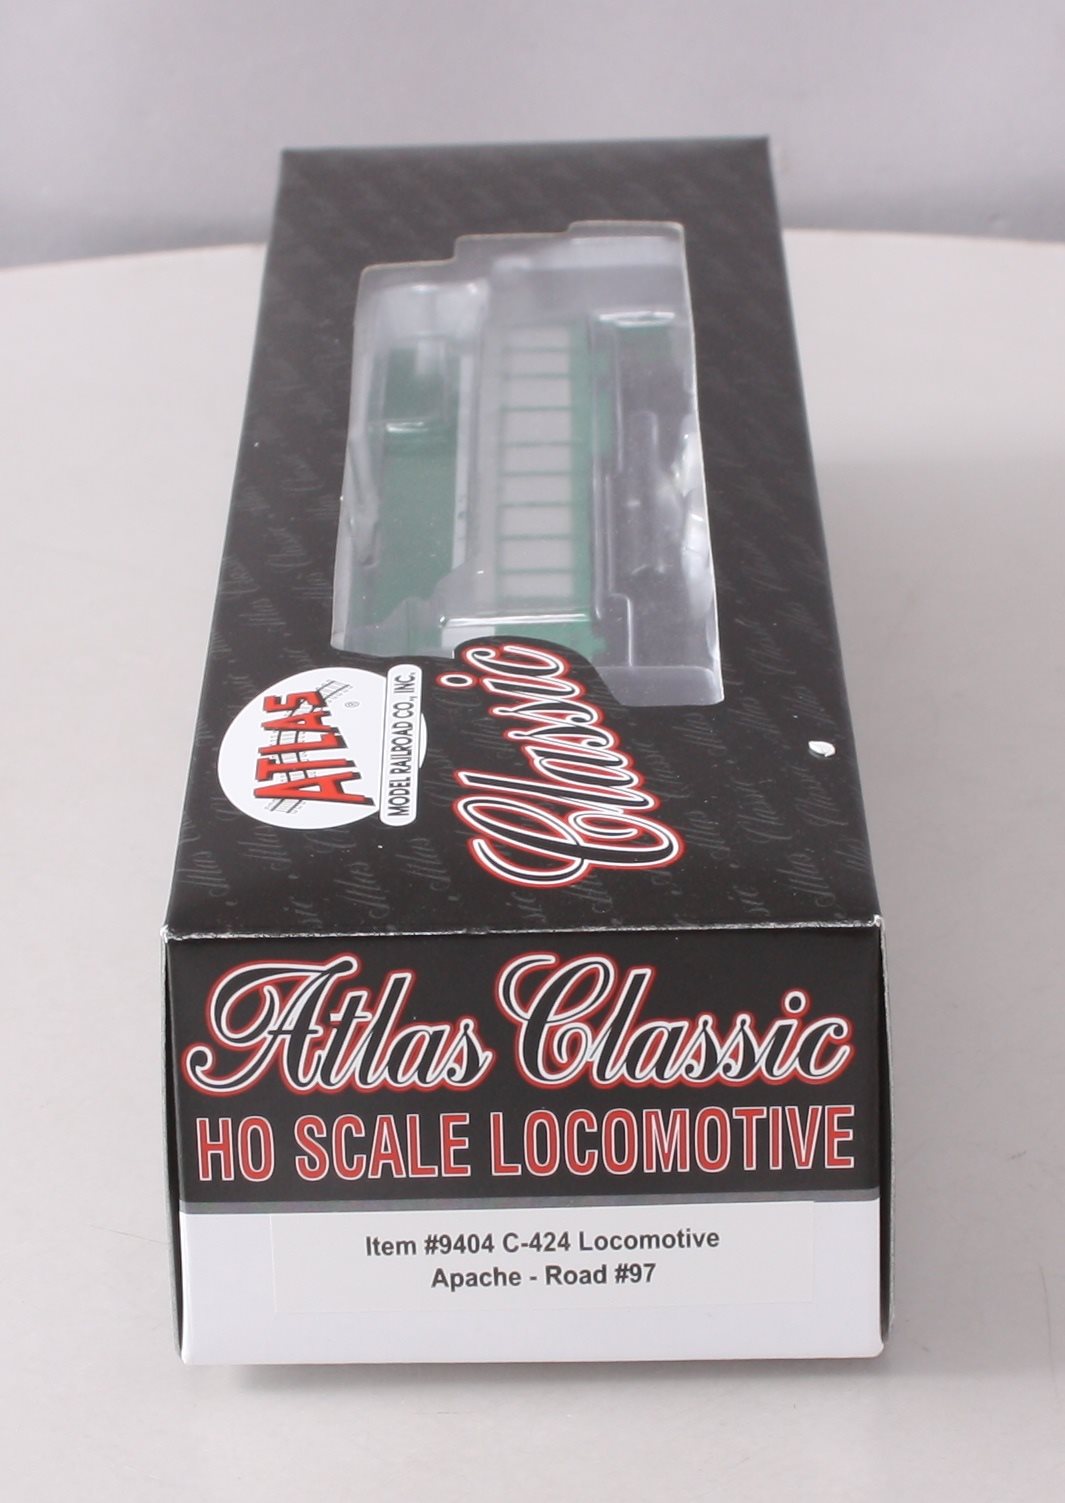 ATLAS
®
MODEL RAILROAD CO., INC.
Classic
Atlas Classic
HO SCALE LOCOMOTIVE
Item #9404 C-424 Locomotive
Apache - Road #97